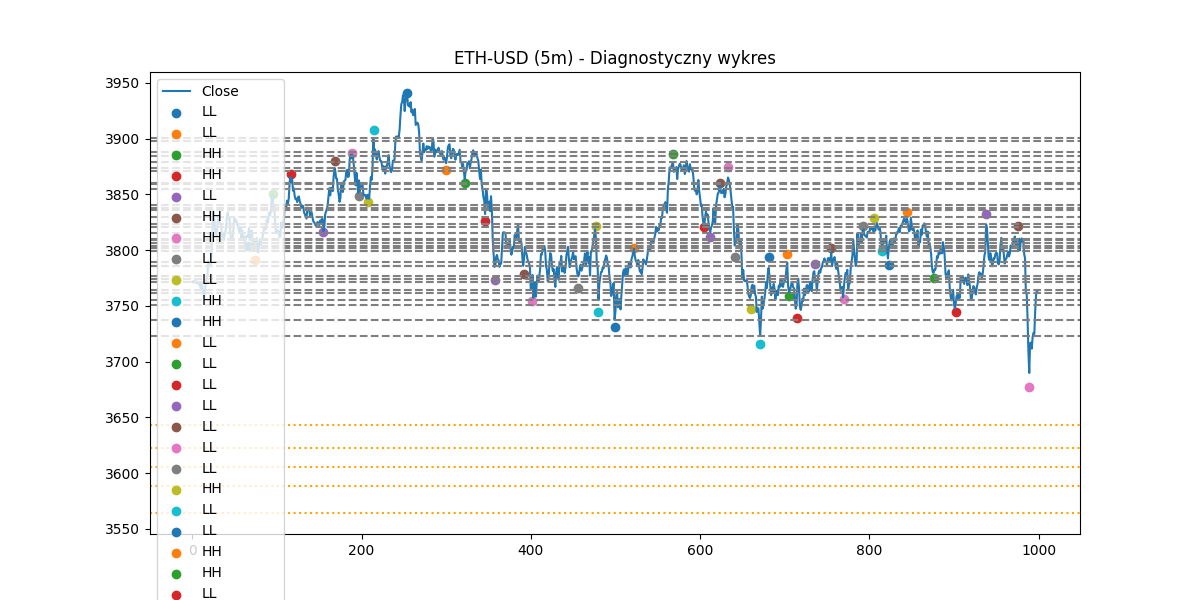 ETH-USD (5m) - Diagnostyczny wykres
3950
3900
3850
3800
3750
3700
3650
3600
3550
0
200
400
600
800
1000
Close
LL
LL
HH
HH
LL
HH
HH
LL
LL
HH
HH
LL
LL
LL
LL
LL
LL
LL
HH
LL
LL
HH
HH
LL